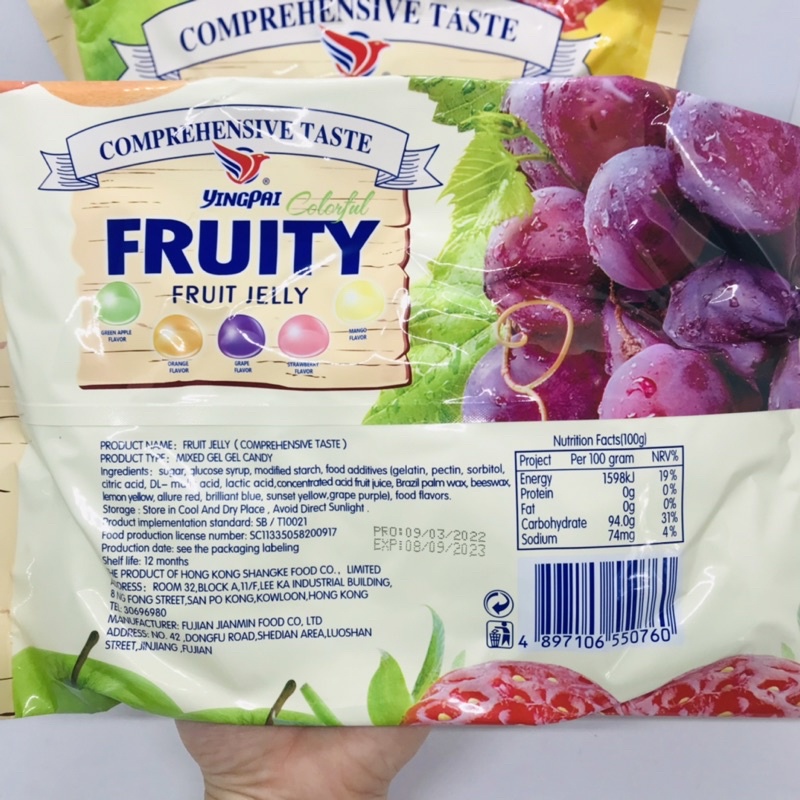 COMPREHENSIVE TASTE
COMPREHENSIVE TASTE
YINGPAI ®
Colorful
FRUITY
FRUIT JELLY
GREEN APPLE FLAVOR
ORANGE FLAVOR
GRAPE FLAVOR
STRAWBERRY FLAVOR
MANGO FLAVOR
PRODUCT NAME: FRUIT JELLY ( COMPREHENSIVE TASTE )
PRODUCT TYPE: MIXED GEL GEL CANDY
Ingredients: sugar, glucose syrup, modified starch, food additives (gelatin, pectin, sorbitol,
citric acid, DL- acid, lactic acid,concentrated acid fruit juice, Brazil palm wax, beeswax,
lemon yellow, allure red, brilliant blue, sunset yellow,grape purple), food flavors.
Storage : Store in Cool And Dry Place , Avoid Direct Sunlight .
Product implementation standard: SB / T10021
Food production license number: SC11335058200917
Production date: see the packaging labeling
Shelf life: 12 months
PRO:09/03/2022
EXP:08/09/2023
HE PRODUCT OF HONG KONG SHANGKE FOOD CO., LIMITED
ADDRESS: ROOM 32,BLOCK A,11/F,LEE KA INDUSTRIAL BUILDING,
8 NG FONG STREET,SAN PO KONG,KOWLOON,HONG KONG
TEL: 30696980
MANUFACTURER: FUJIAN JIANMIN FOOD CO, LTD
ADDRESS: NO. 42 ,DONGFU ROAD,SHEDIAN AREA,LUOSHAN
STREET,JINJIANG ,FUJIAN
Nutrition Facts(100g)
Project Per 100 gram NRV%
Energy 1598kJ 19%
Protein 0g 0%
Fat 0g 0%
Carbohydrate 94.0g 31%
Sodium 74mg 4%
4 897106 550760